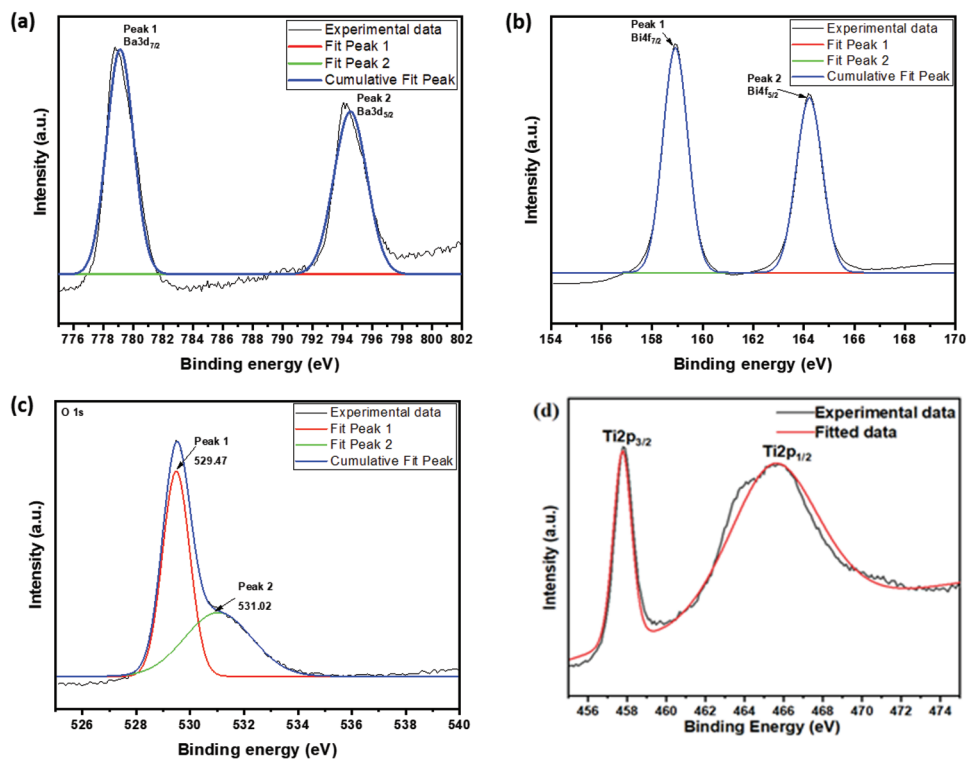 (a)
Peak 1
Ba3d7/2
Peak 2
Ba3d5/2
Experimental data
Fit Peak 1
Fit Peak 2
Cumulative Fit Peak
Intensity (a.u.)
776 778 780 782 784 786 788 790 792 794 796 798 800 802
Binding energy (eV)
(b)
Peak 1
Bi4f7/2
Peak 2
Bi4f5/2
Experimental data
Fit Peak 1
Fit Peak 2
Cumulative Fit Peak
Intensity (a.u.)
154 156 158 160 162 164 166 168 170
Binding energy (eV)
(c)
O 1s
Peak 1
529.47
Peak 2
531.02
Experimental data
Fit Peak 1
Fit Peak 2
Cumulative Fit Peak
Intensity (a.u.)
526 528 530 532 534 536 538 540
Binding energy (eV)
(d)
Ti2p3/2
Ti2p1/2
Experimental data
Fitted data
Intensity (a.u.)
456 458 460 462 464 466 468 470 472 474
Binding Energy (eV)